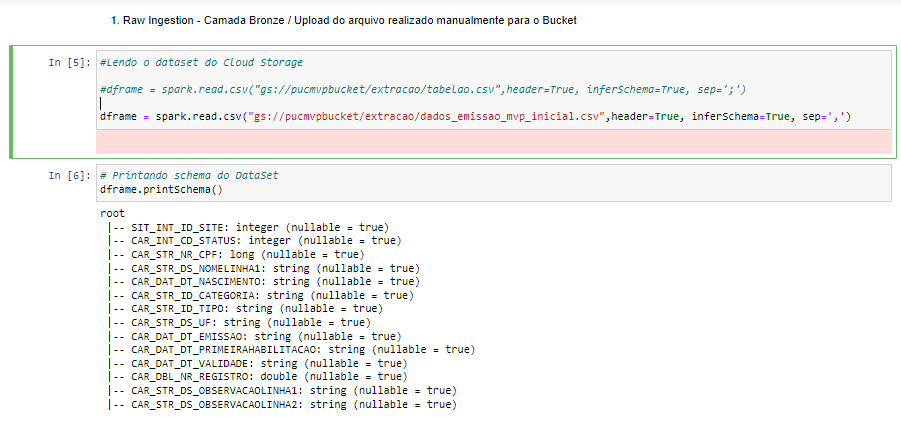 1. Raw Ingestion - Camada Bronze / Upload do arquivo realizado manualmente para o Bucket
In [5]: #Lendo o dataset do Cloud Storage
#dframe = spark.read.csv("gs://pucmvpbucket/extracao/tabelao.csv",header=True, inferSchema=True, sep=';')
dframe = spark.read.csv("gs://pucmvpbucket/extracao/dados_emissao_mvp_inicial.csv",header=True, inferSchema=True, sep=',')
In [6]: # Printando schema do DataSet
dframe.printSchema()
root
|-- SIT_INT_ID_SITE: integer (nullable = true)
|-- CAR_INT_CD_STATUS: integer (nullable = true)
|-- CAR_STR_NR_CPF: long (nullable = true)
|-- CAR_STR_DS_NOMELINHA1: string (nullable = true)
|-- CAR_DAT_DT_NASCIMENTO: string (nullable = true)
|-- CAR_STR_ID_CATEGORIA: string (nullable = true)
|-- CAR_STR_ID_TIPO: string (nullable = true)
|-- CAR_STR_DS_UF: string (nullable = true)
|-- CAR_DAT_DT_EMISSAO: string (nullable = true)
|-- CAR_DAT_DT_PRIMEIRAHABILITACAO: string (nullable = true)
|-- CAR_DAT_DT_VALIDADE: string (nullable = true)
|-- CAR_DBL_NR_REGISTRO: double (nullable = true)
|-- CAR_STR_DS_OBSERVACAOLINHA1: string (nullable = true)
|-- CAR_STR_DS_OBSERVACAOLINHA2: string (nullable = true)